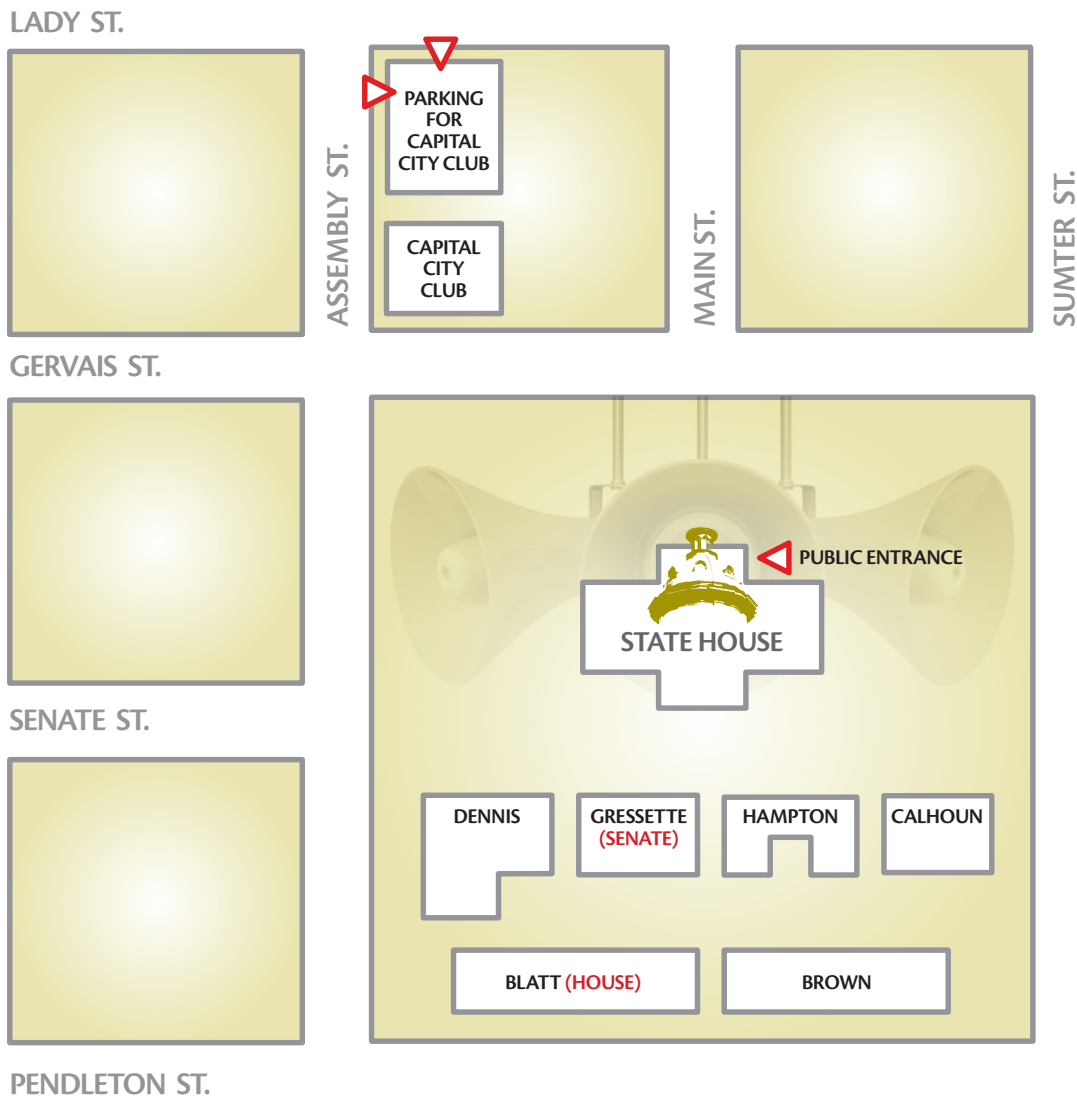 LADY ST.
PARKING
FOR
CAPITAL
CITY CLUB
ASSEMBLY ST.
CAPITAL
CITY
CLUB
MAIN ST.
SUMTER ST.
GERVAIS ST.
PUBLIC ENTRANCE
STATE HOUSE
SENATE ST.
DENNIS
GRESSETTE
(SENATE)
HAMPTON
CALHOUN
BLATT (HOUSE)
BROWN
PENDLETON ST.